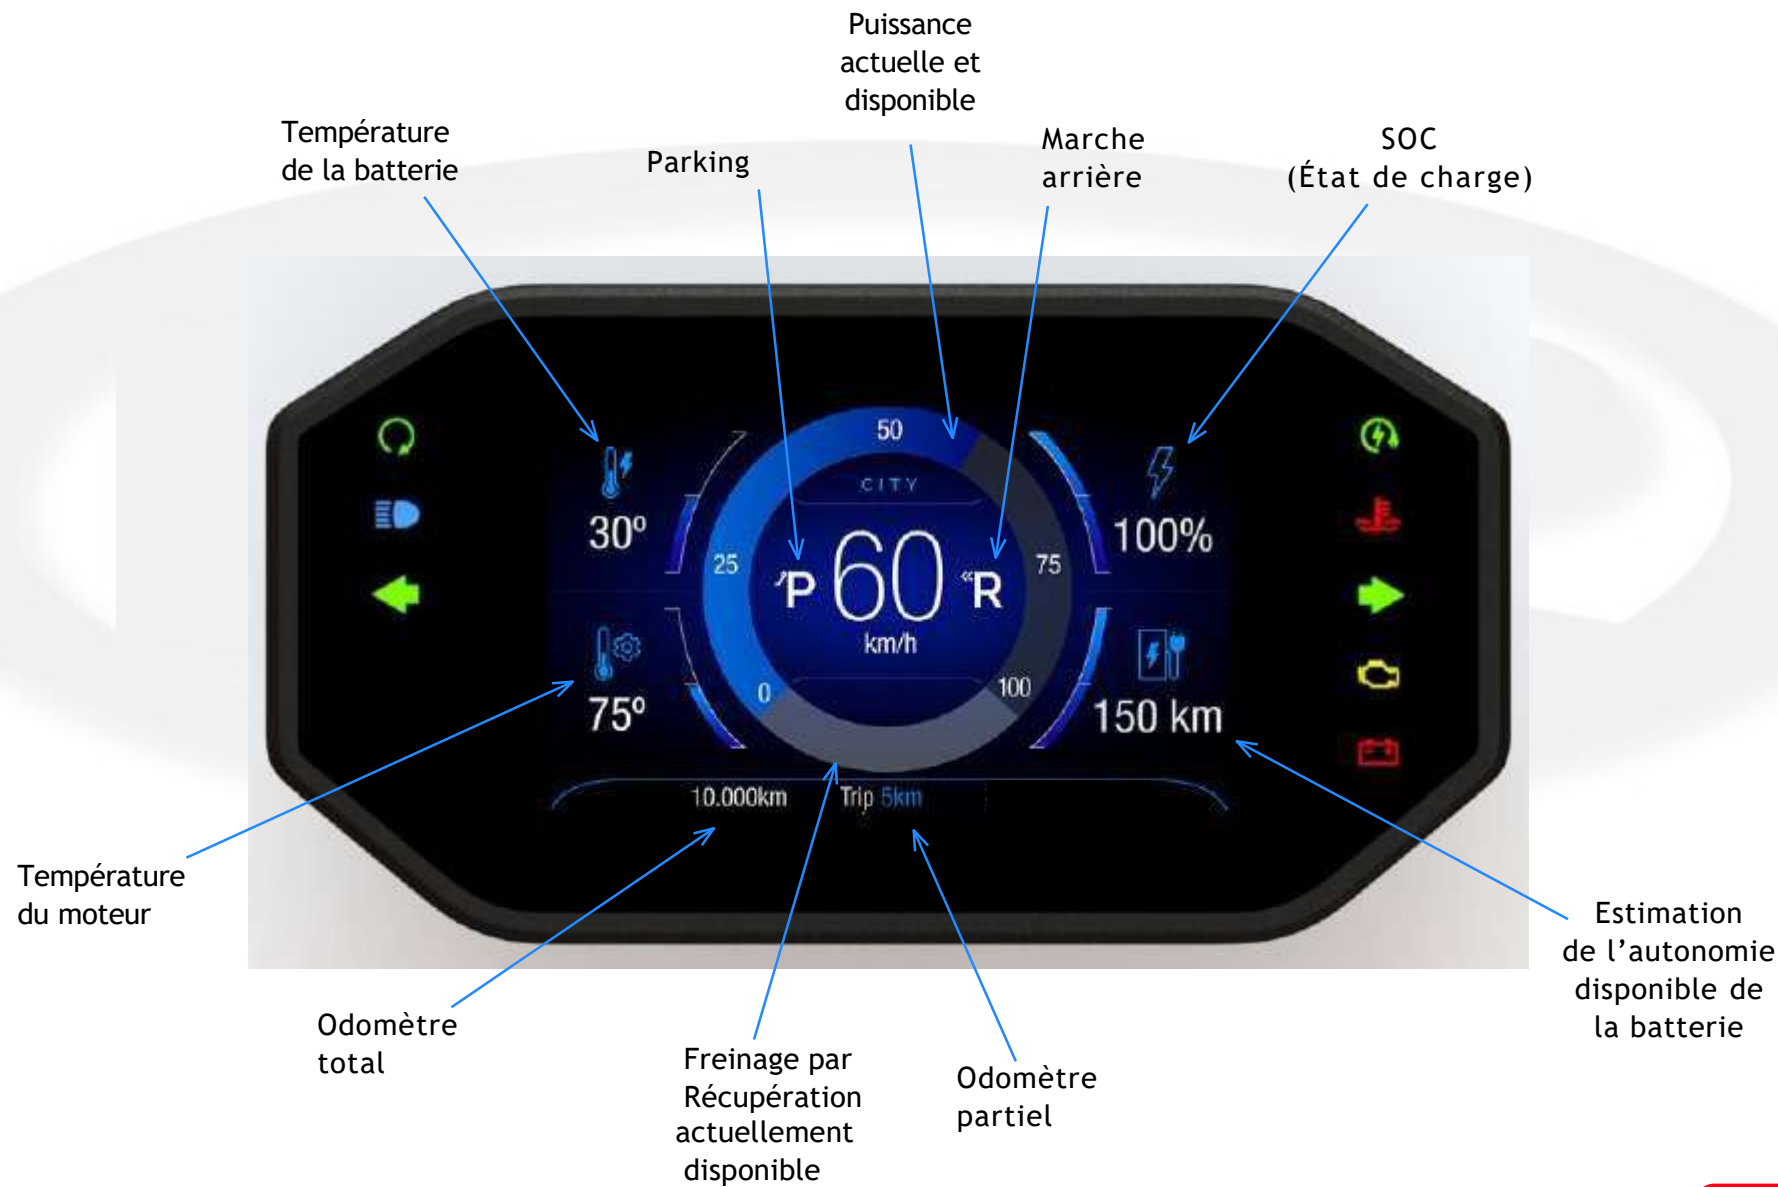 Puissance
actuelle et
disponible
Température
de la batterie
Parking
Marche
arrière
SOC
(État de charge)
50
CITY
30º
100%
25
P
60
R
75
km/h
0
100
75º
150 km
10.000km
Trip 5km
Température
du moteur
Estimation
de l’autonomie
disponible de
la batterie
Odomètre
total
Freinage par
Récupération
actuellement
disponible
Odomètre
partiel